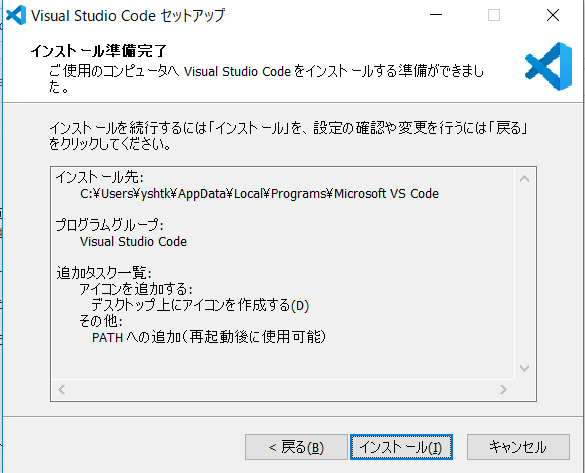 Visual Studio Code セットアップ
インストール準備完了
ご使用のコンピュータへ Visual Studio Code をインストールする準備ができまし
た。
インストールを続行するには「インストール」を、設定の確認や変更を行うには「戻る」
をクリックしてください。
インストール先:
C:¥Users¥yshtk¥AppData¥Local¥Programs¥Microsoft VS Code
プログラムグループ:
Visual Studio Code
追加タスク一覧:
アイコンを追加する:
デスクトップ上にアイコンを作成する(D)
その他:
PATH への追加（再起動後に使用可能）
< 戻る(B)
インストール(I)
キャンセル